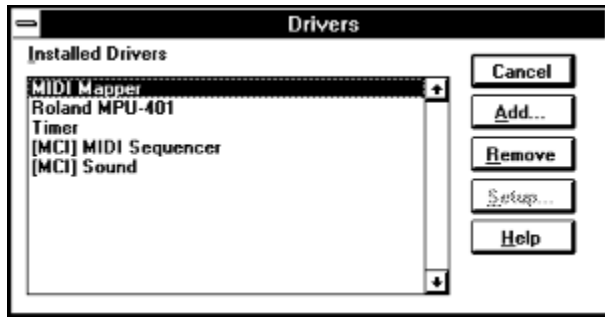 Drivers
Installed Drivers
MIDI Mapper
Roland MPU-401
Timer
[MCI] MIDI Sequencer
[MCI] Sound
Cancel
Add...
Remove
Setup...
Help